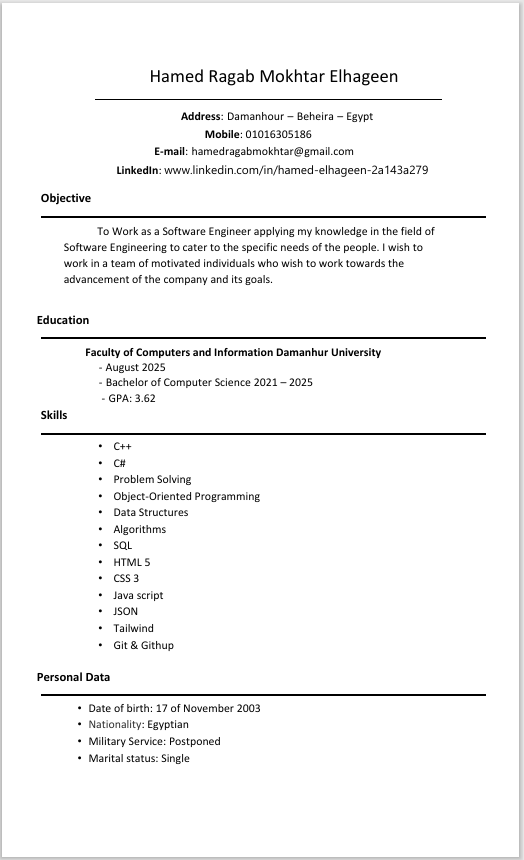 Hamed Ragab Mokhtar Elhageen
Address: Damanhour – Beheira – Egypt
Mobile: 01016305186
E-mail: hamedragabmokhtar@gmail.com
LinkedIn: www.linkedin.com/in/hamed-elhageen-2a143a279
Objective
To Work as a Software Engineer applying my knowledge in the field of
Software Engineering to cater to the specific needs of the people. I wish to
work in a team of motivated individuals who wish to work towards the
advancement of the company and its goals.
Education
Faculty of Computers and Information Damanhur University
- August 2025
- Bachelor of Computer Science 2021 – 2025
- GPA: 3.62
Skills
• C++
• C#
• Problem Solving
• Object-Oriented Programming
• Data Structures
• Algorithms
• SQL
• HTML 5
• CSS 3
• Java script
• JSON
• Tailwind
• Git & Githup
Personal Data
• Date of birth: 17 of November 2003
• Nationality: Egyptian
• Military Service: Postponed
• Marital status: Single